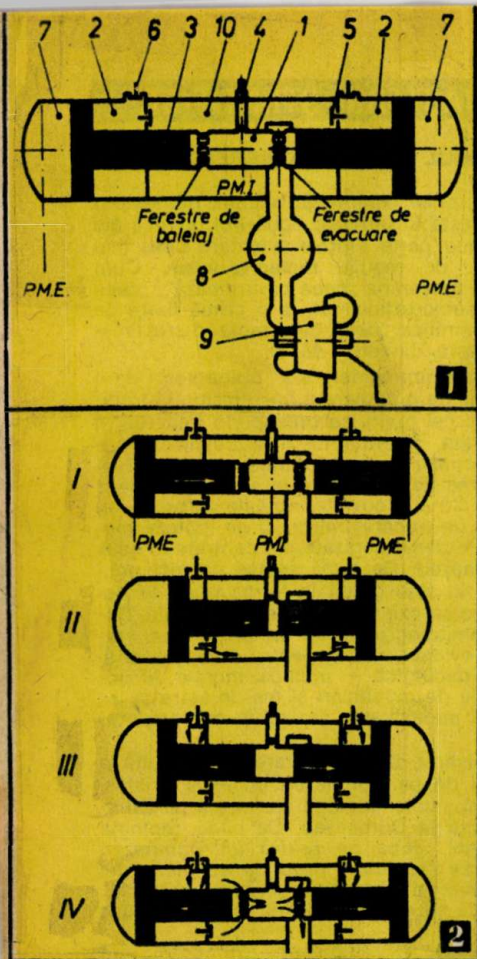 7 2 6 3 10 4 1 5 2 7
P.M.I
Ferestre de baleiaj
Ferestre de evacuare
8
P.M.E.
P.M.E.
9
1
I
PME PMI PME
II
III
IV
2